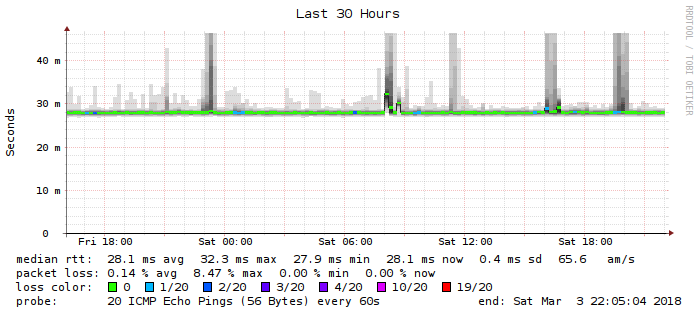 Last 30 Hours
RRDTOOL / TOBI OETIKER
Seconds
40 m
30 m
20 m
10 m
0
Fri 18:00 Sat 00:00 Sat 06:00 Sat 12:00 Sat 18:00
median rtt: 28.1 ms avg 32.3 ms max 27.9 ms min 28.1 ms now 0.4 ms sd 65.6 am/s
packet loss: 0.14 % avg 8.47 % max 0.00 % min 0.00 % now
loss color: 0 1/20 2/20 3/20 4/20 10/20 19/20
probe: 20 ICMP Echo Pings (56 Bytes) every 60s end: Sat Mar 3 22:05:04 2018